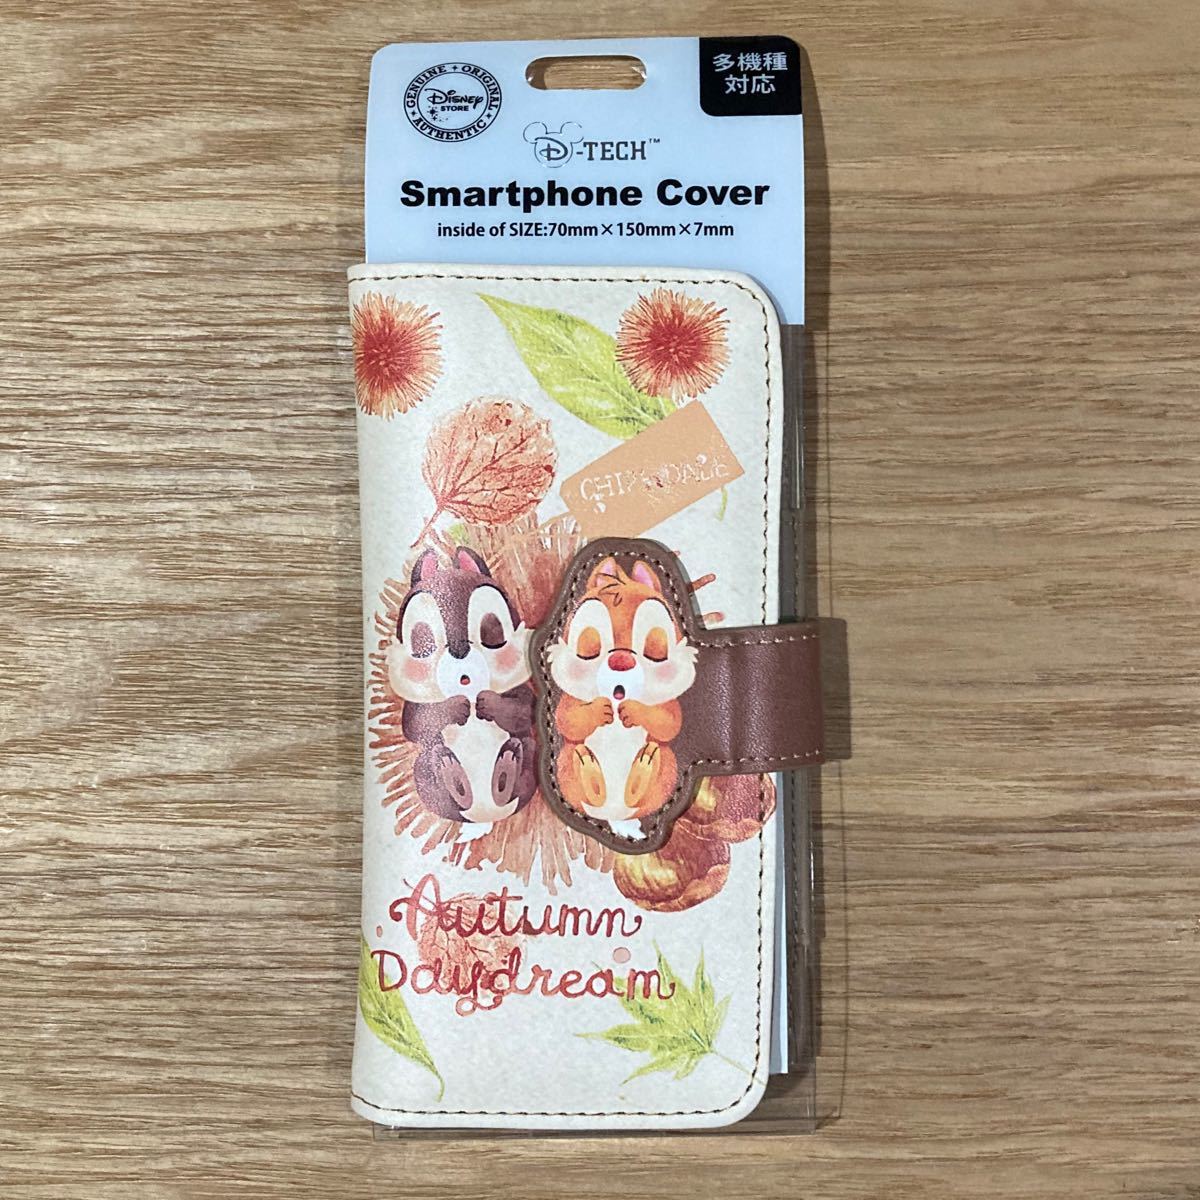 GENUINE ORIGINAL
DISNEY
STORE
AUTHENTIC
多機種
対応
D-TECH™
Smartphone Cover
inside of SIZE:70mm×150mm×7mm
CHIP 'N DALE
Autumn
Daydream